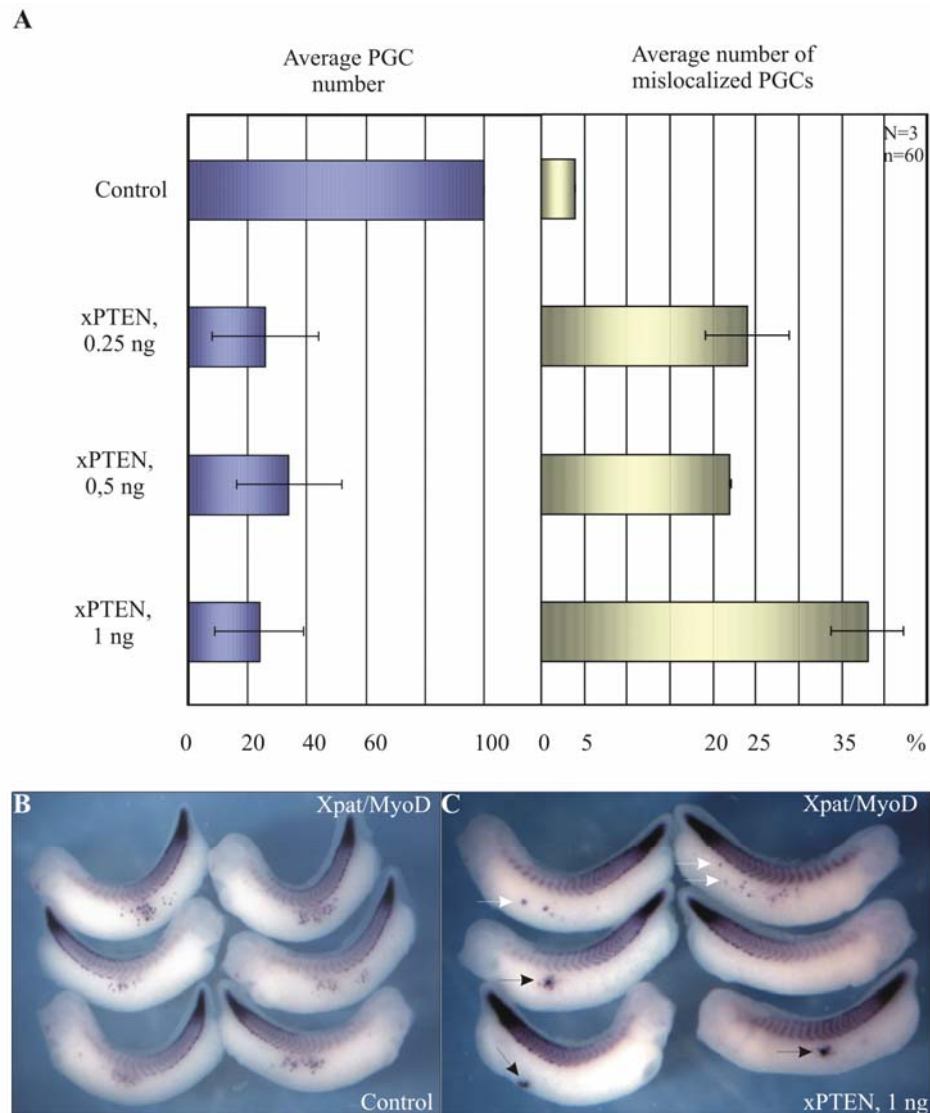 A
Average PGC
number
Average number of
mislocalized PGCs
N=3
n=60
Control
xPTEN,
0.25 ng
xPTEN,
0,5 ng
xPTEN,
1 ng
0 20 40 60 100 0 5 20 25 35 %
B Xpat/MyoD
Control
C Xpat/MyoD
xPTEN, 1 ng